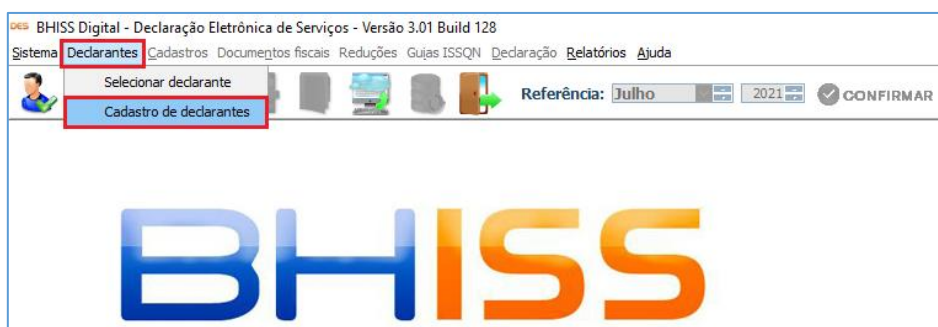 DES BHISS Digital - Declaração Eletrônica de Serviços - Versão 3.01 Build 128
Sistema Declarantes Cadastros Documentos fiscais Reduções Guias ISSQN Declaração Relatórios Ajuda
Selecionar declarante
Cadastro de declarantes
Referência: Julho 2021 CONFIRMAR
BHISS